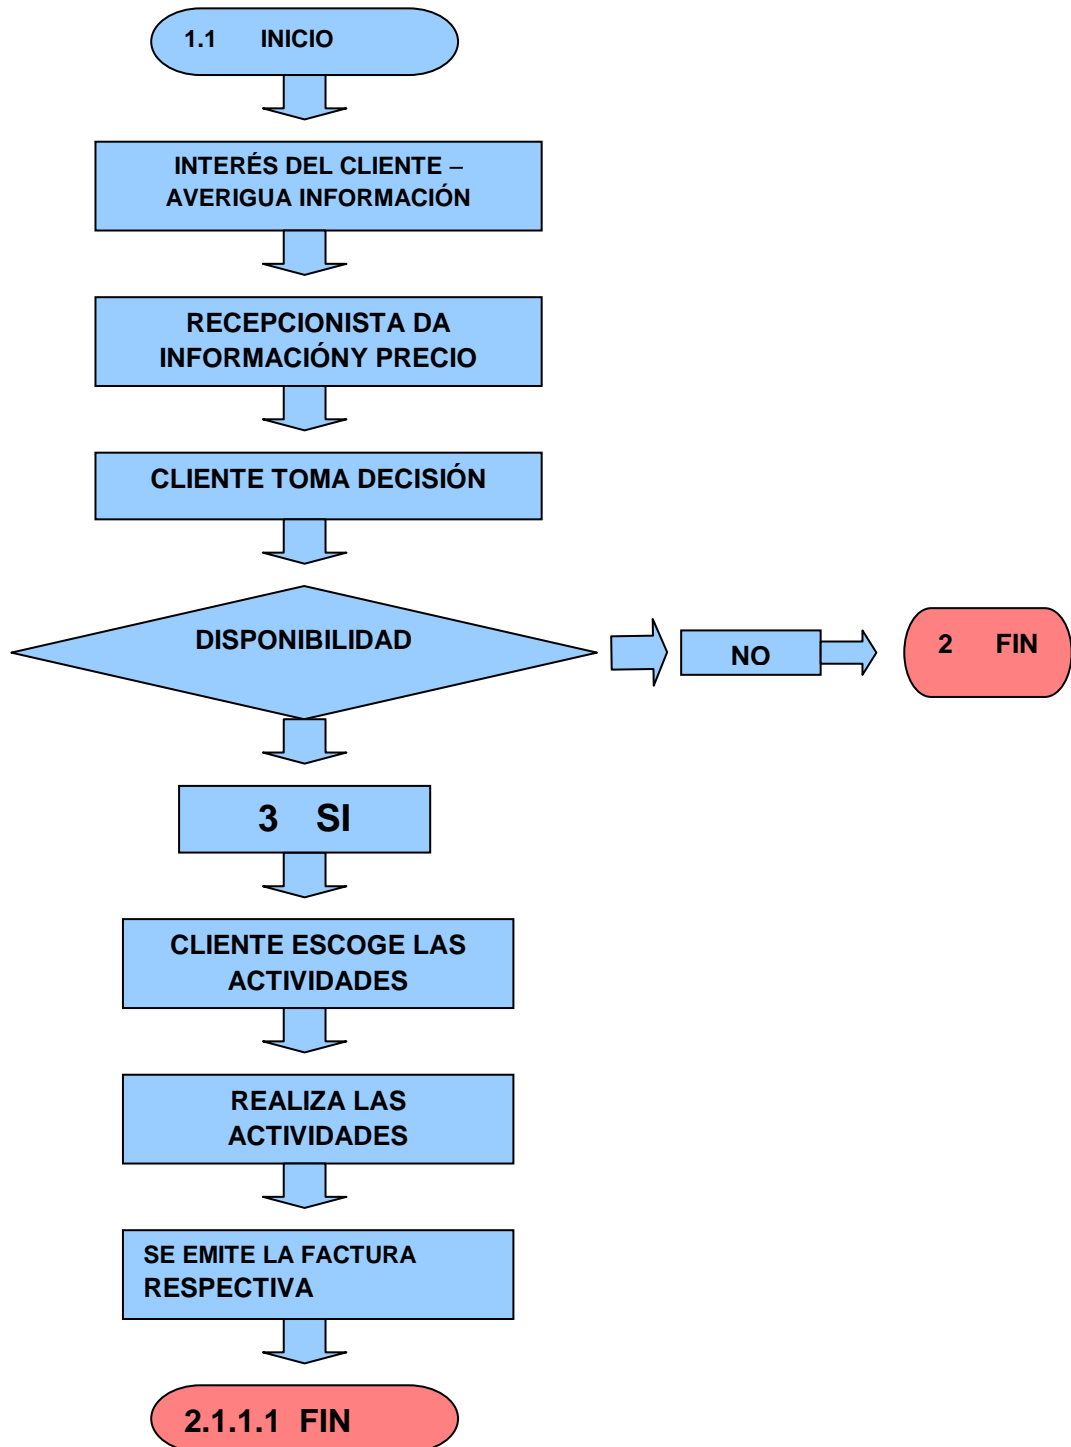 1.1 INICIO
INTERÉS DEL CLIENTE –
AVERIGUA INFORMACIÓN
RECEPCIONISTA DA
INFORMACIÓNY PRECIO
CLIENTE TOMA DECISIÓN
DISPONIBILIDAD
NO
2 FIN
3 SI
CLIENTE ESCOGE LAS
ACTIVIDADES
REALIZA LAS
ACTIVIDADES
SE EMITE LA FACTURA
RESPECTIVA
2.1.1.1 FIN